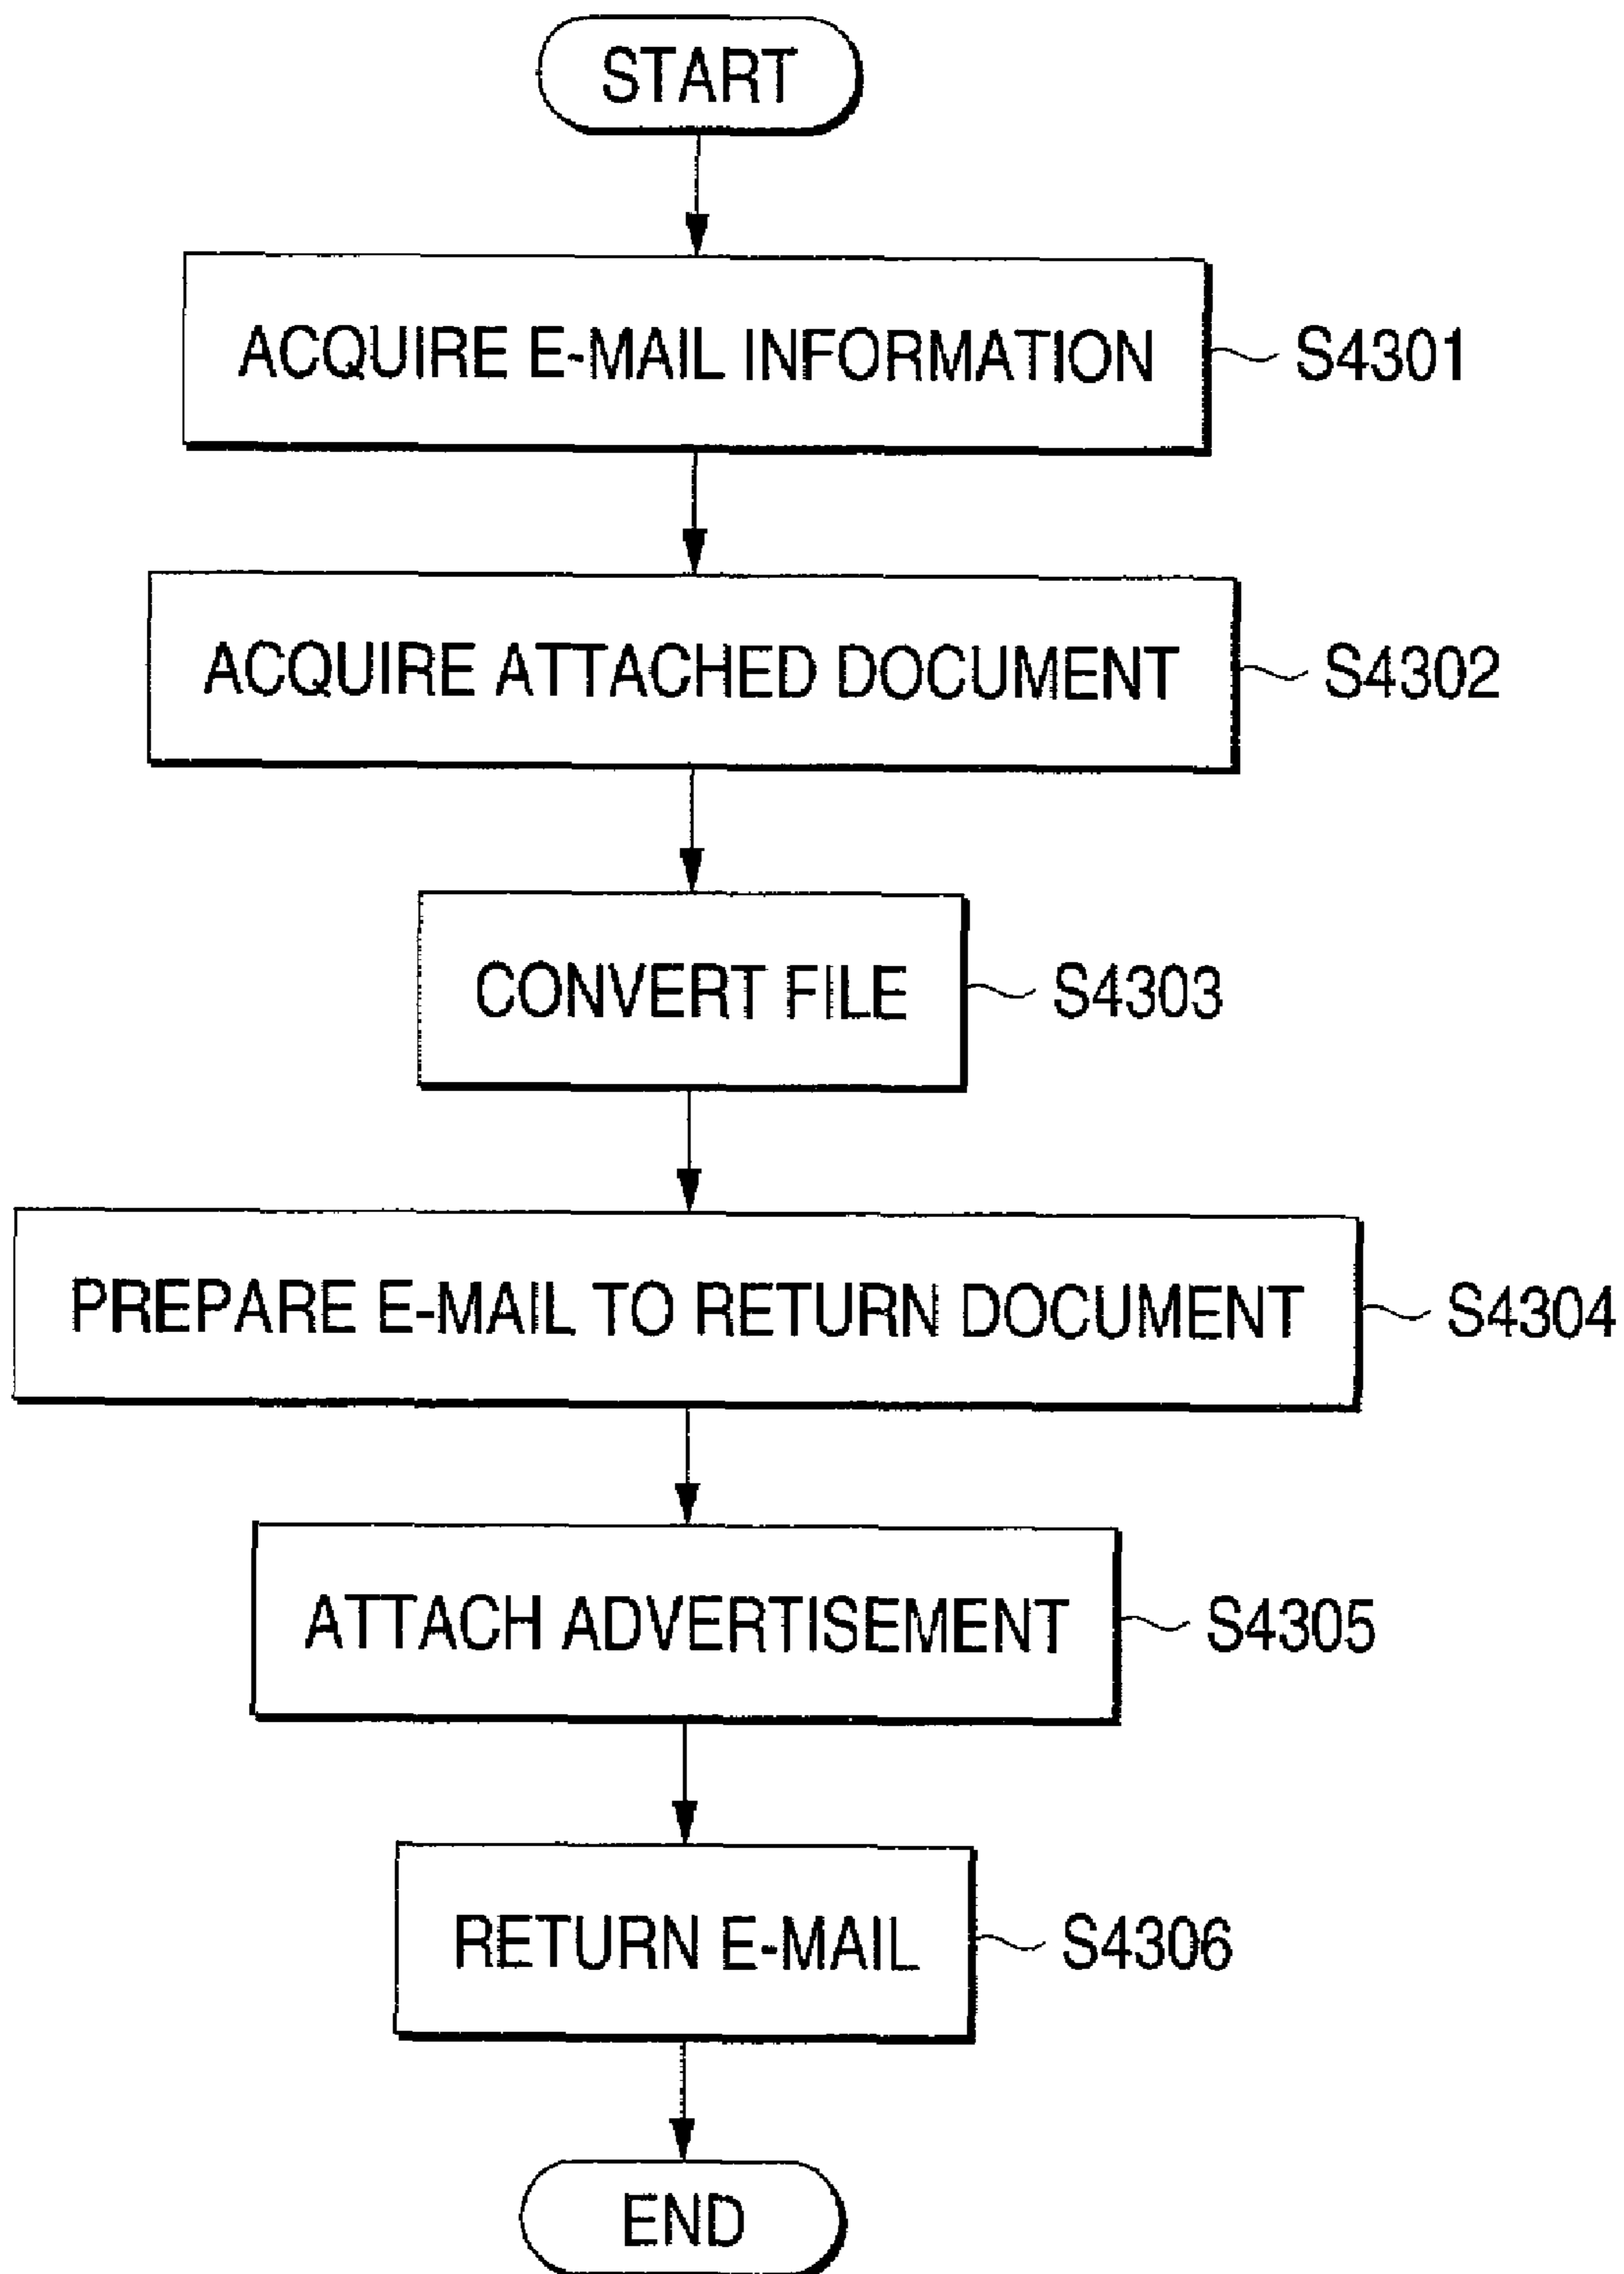 START
ACQUIRE E-MAIL INFORMATION S4301
ACQUIRE ATTACHED DOCUMENT S4302
CONVERT FILE S4303
PREPARE E-MAIL TO RETURN DOCUMENT S4304
ATTACH ADVERTISEMENT S4305
RETURN E-MAIL S4306
END